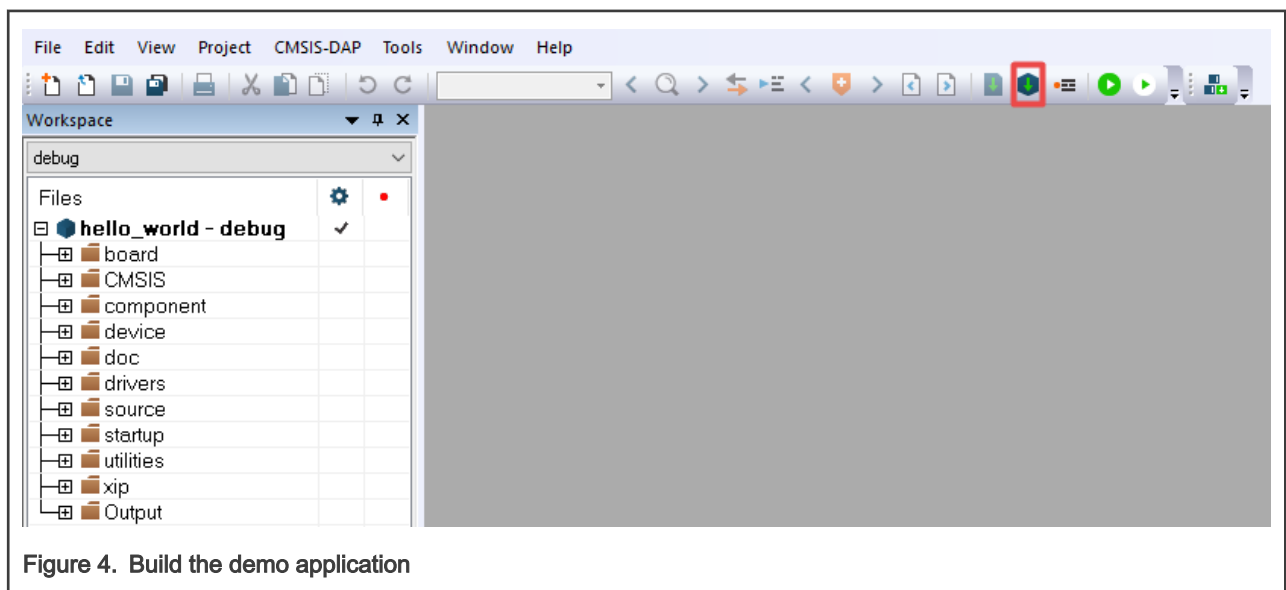 File Edit View Project CMSIS-DAP Tools Window Help
Workspace
debug
Files
hello_world - debug
board
CMSIS
component
device
doc
drivers
source
startup
utilities
xip
Output
Figure 4. Build the demo application